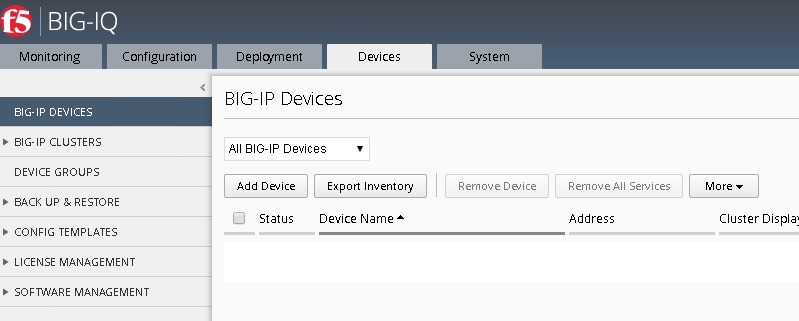 f5 BIG-IQ
Monitoring Configuration Deployment Devices System
BIG-IP DEVICES
BIG-IP CLUSTERS
DEVICE GROUPS
BACK UP & RESTORE
CONFIG TEMPLATES
LICENSE MANAGEMENT
SOFTWARE MANAGEMENT
BIG-IP Devices
All BIG-IP Devices
Add Device Export Inventory Remove Device Remove All Services More
Status Device Name Address Cluster Displa